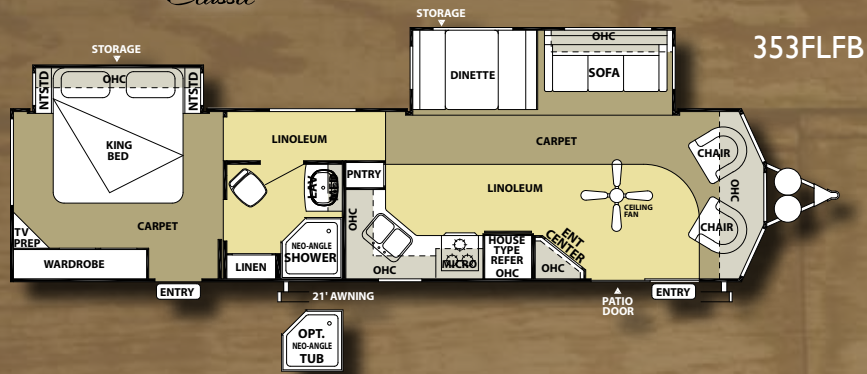 Classic
353FLFB
STORAGE
STORAGE
OHC
NTSTD
NTSTD
KING
BED
CARPET
TV
PREP
WARDROBE
ENTRY
LINOLEUM
LAV
MED
NEO-ANGLE
SHOWER
LINEN
21' AWNING
OPT.
NEO-ANGLE
TUB
DINETTE
OHC
SOFA
CARPET
PNTRY
LINOLEUM
OHC
OHC
MICRO
HOUSE
TYPE
REFER
OHC
ENT
CENTER
OHC
CEILING
FAN
CHAIR
CHAIR
OHC
PATIO
DOOR
ENTRY